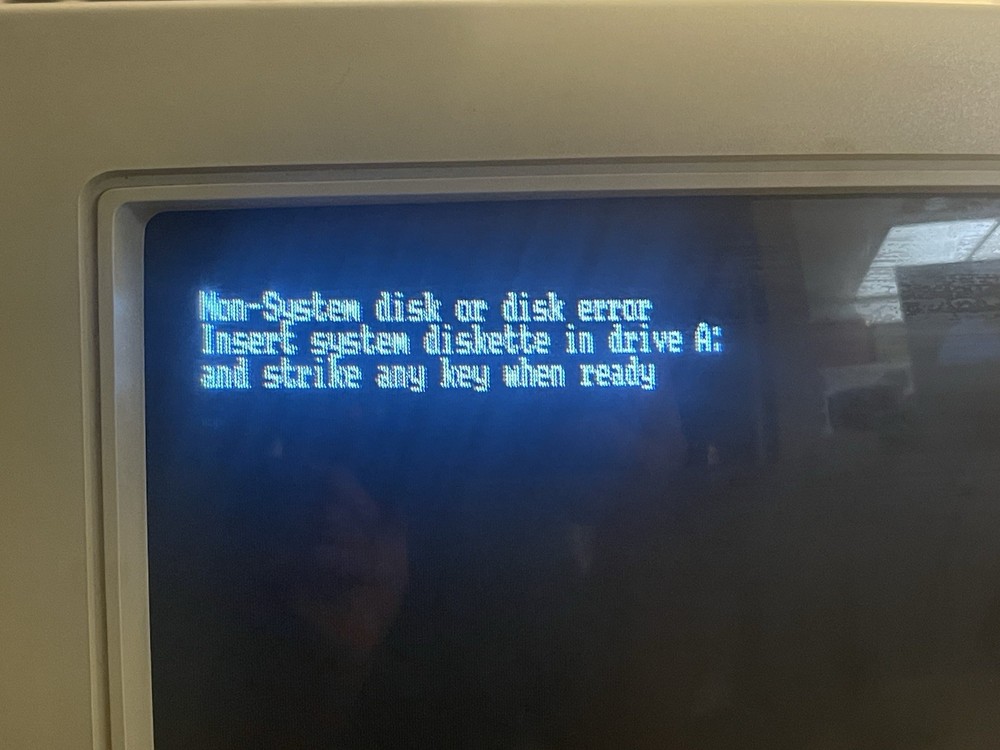 Non-System disk or disk error
Insert system diskette in drive A:
and strike any key when ready